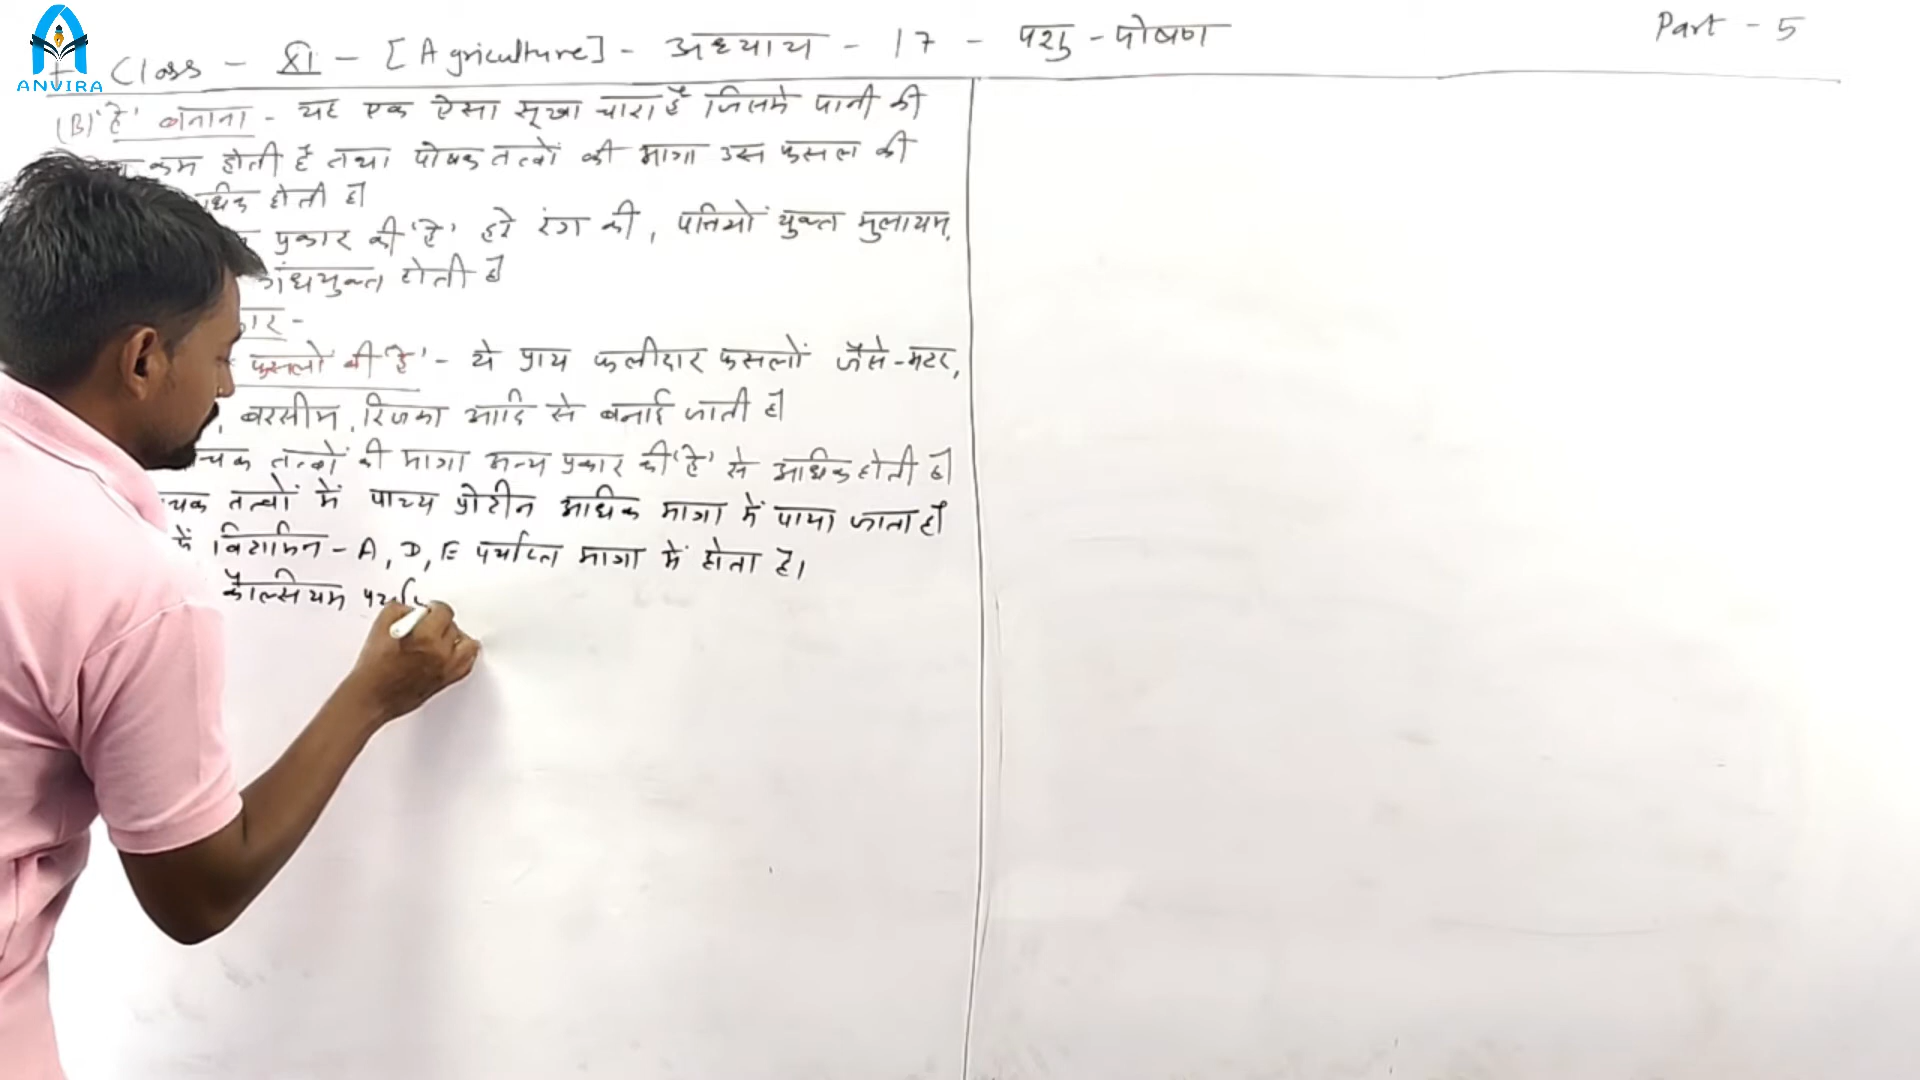 ANVIRA
Class - XI - [Agriculture] - अध्याय - 17 - पशु - पोषण
Part - 5
(B) 'हे' बनाना - यह एक ऐसा सूखा चारा है जिसमे पानी की
कम होती है तथा पोषक तत्वों की मात्रा उस फसल की
होती है।
प्रकार की 'हे' हरे रंग की, पत्तियों युक्त मुलायम,
गंधयुक्त होती है।
कार -
फसलों की 'हे' - ये प्राय फलीदार फसलों जैसे - मटर,
, बरसीम, रिजका आदि से बनाई जाती है।
तत्वों की मात्रा अन्य प्रकार की 'हे' से अधिक होती है।
तत्वों में पाच्य प्रोटीन अधिक मात्रा में पाया जाता है।
में विटामिन - A, D, E पर्याप्त मात्रा में होता है।
कैल्सियम